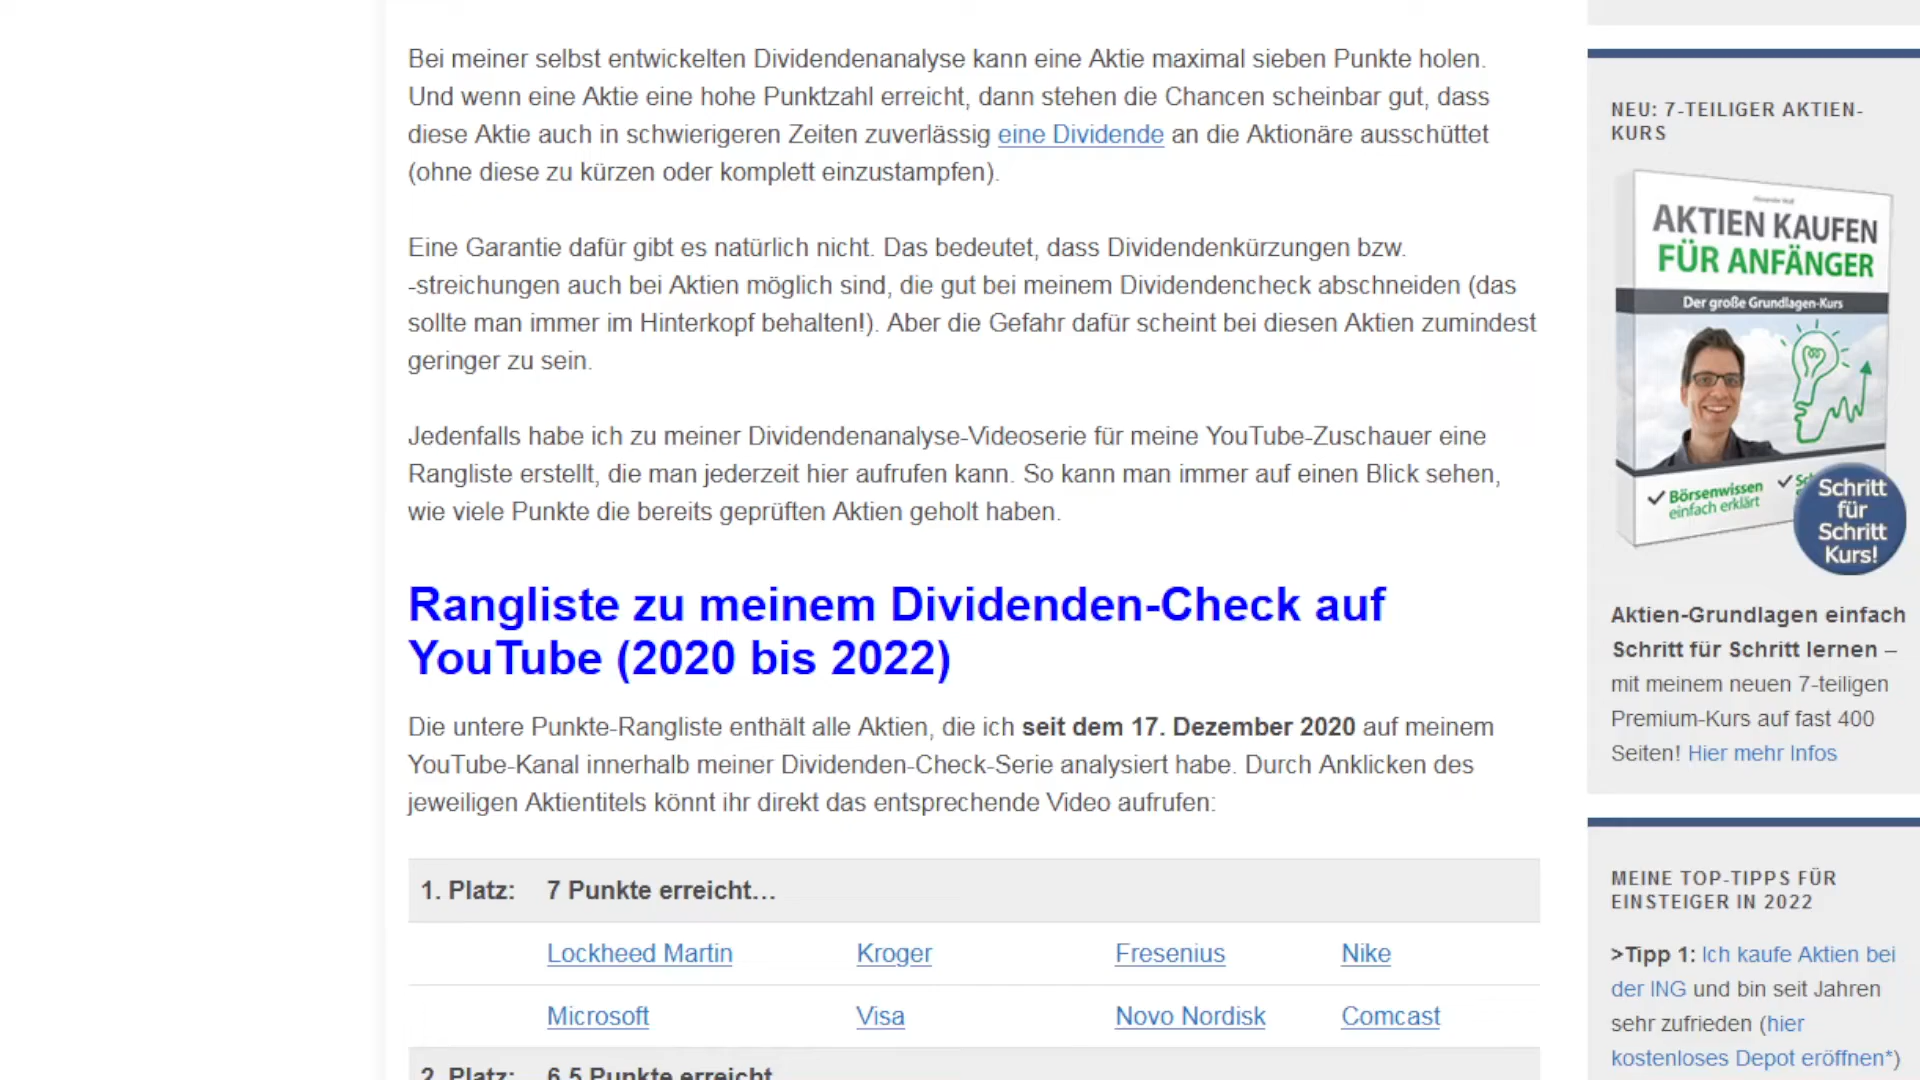 Bei meiner selbst entwickelten Dividendenanalyse kann eine Aktie maximal sieben Punkte holen.
Und wenn eine Aktie eine hohe Punktzahl erreicht, dann stehen die Chancen scheinbar gut, dass
diese Aktie auch in schwierigeren Zeiten zuverlässig eine Dividende an die Aktionäre ausschüttet
(ohne diese zu kürzen oder komplett einzustampfen).
Eine Garantie dafür gibt es natürlich nicht. Das bedeutet, dass Dividendenkürzungen bzw.
-streichungen auch bei Aktien möglich sind, die gut bei meinem Dividendencheck abschneiden (das
sollte man immer im Hinterkopf behalten!). Aber die Gefahr dafür scheint bei diesen Aktien zumindest
geringer zu sein.
Jedenfalls habe ich zu meiner Dividendenanalyse-Videoserie für meine YouTube-Zuschauer eine
Rangliste erstellt, die man jederzeit hier aufrufen kann. So kann man immer auf einen Blick sehen,
wie viele Punkte die bereits geprüften Aktien geholt haben.
Rangliste zu meinem Dividenden-Check auf
YouTube (2020 bis 2022)
Die untere Punkte-Rangliste enthält alle Aktien, die ich seit dem 17. Dezember 2020 auf meinem
YouTube-Kanal innerhalb meiner Dividenden-Check-Serie analysiert habe. Durch Anklicken des
jeweiligen Aktientitels könnt ihr direkt das entsprechende Video aufrufen:
1. Platz: 7 Punkte erreicht…
Lockheed Martin Kroger Fresenius Nike
Microsoft Visa Novo Nordisk Comcast
2. Platz: 6,5 Punkte erreicht
NEU: 7-TEILIGER AKTIEN-
KURS
AKTIEN KAUFEN
FÜR ANFÄNGER
Der große Grundlagen-Kurs
Börsenwissen
einfach erklärt
Schritt
für
Schritt
Kurs!
Aktien-Grundlagen einfach
Schritt für Schritt lernen –
mit meinem neuen 7-teiligen
Premium-Kurs auf fast 400
Seiten! Hier mehr Infos
MEINE TOP-TIPPS FÜR
EINSTEIGER IN 2022
>Tipp 1: Ich kaufe Aktien bei
der ING und bin seit Jahren
sehr zufrieden (hier
kostenloses Depot eröffnen*)